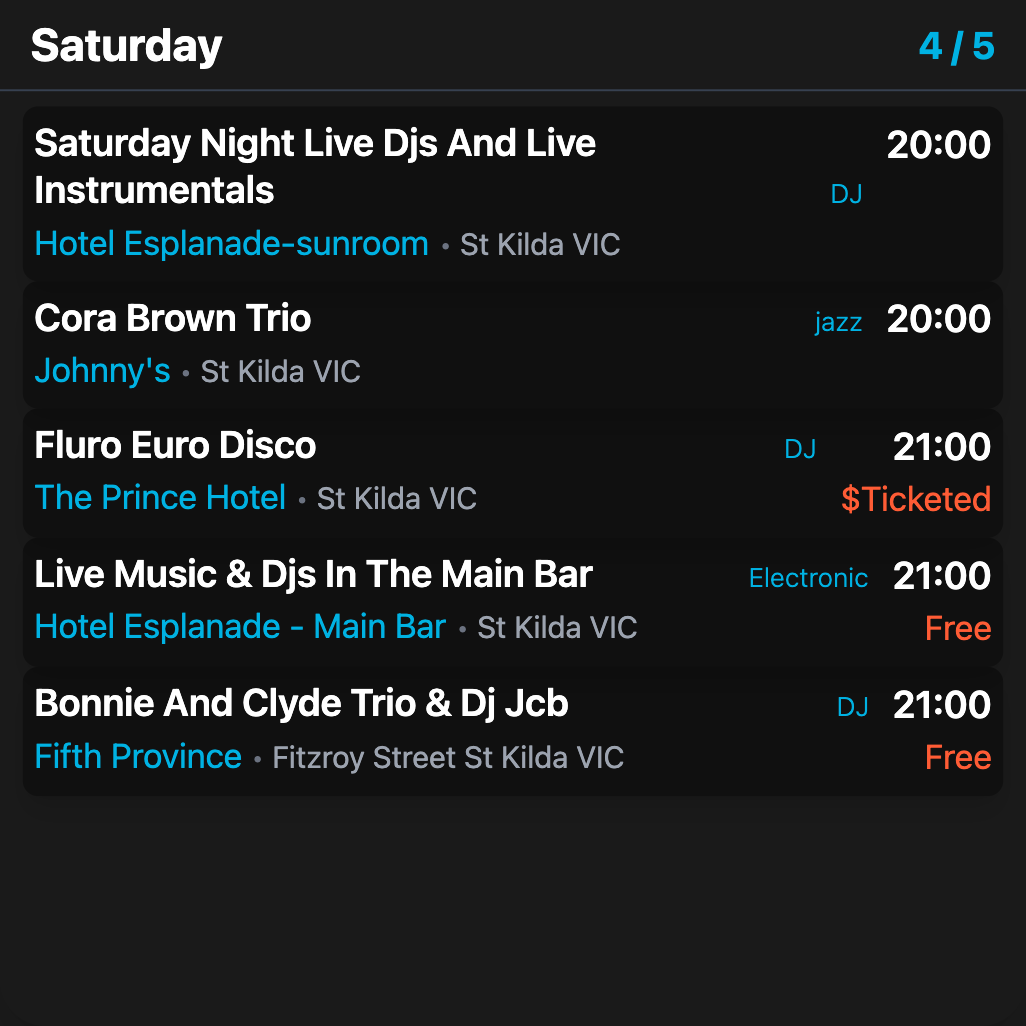 Saturday 4 / 5
Saturday Night Live Djs And Live 20:00
Instrumentals DJ
Hotel Esplanade-sunroom • St Kilda VIC
Cora Brown Trio jazz 20:00
Johnny's • St Kilda VIC
Fluro Euro Disco DJ 21:00
The Prince Hotel • St Kilda VIC $Ticketed
Live Music & Djs In The Main Bar Electronic 21:00
Hotel Esplanade - Main Bar • St Kilda VIC Free
Bonnie And Clyde Trio & Dj Jcb DJ 21:00
Fifth Province • Fitzroy Street St Kilda VIC Free